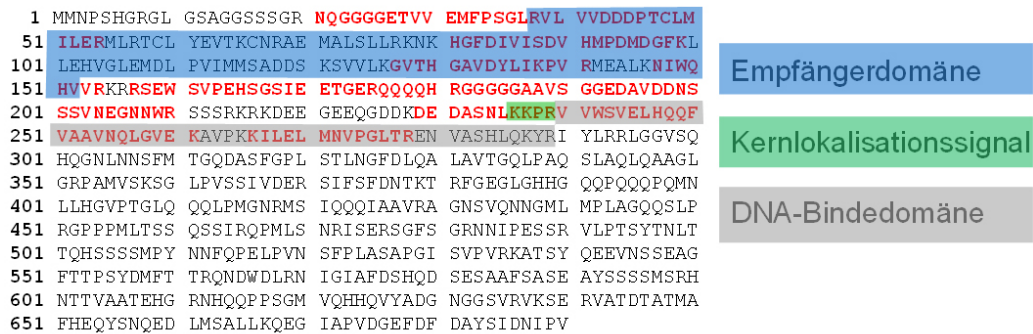 1 MMNPSHGRGL GSAGGSSSGR NQGGGGETVV EMFPSGLRVL VVDDDPTCLM
51 ILERMLRTCL YEVTKCNRAE MALSLLRKNK HGFDIVISDV HMPDMDGFKL
101 LEHVGLEMDL PVIMMSADDS KSVVLKGVTH GAVDYLIKPV RMEALKNIWQ
151 HVVRKRRSEW SVPEHSGSIE ETGERQQQQH RGGGGGAAVS GGEDAVDDNS
201 SSVNEGNNWR SSSRKRKDEE GEEQGDDKDE DASNLKKPRV VWSVELHQQF
251 VAAVNQLGVE KAVPKKILEL MNVPGLTREN VASHLQKYRI YLRRLGGVSQ
301 HQGNLNNSFM TGQDASFGPL STLNGFDLQA LAVTGQLPAQ SLAQLQAAGL
351 GRPAMVSKSG LPVSSIVDER SIFSFDNTKT RFGEGLGHHG QQPQQQPQMN
401 LLHGVPTGLQ QQLPMGNRMS IQQQIAAVRA GNSVQNNGML MPLAGQQSLP
451 RGPPPMLTSS QSSIRQPMLS NRISERSGFS GRNNIPESSR VLPTSYTNLT
501 TQHSSSSMPY NNFQPELPVN SFPLASAPGI SVPVRKATSY QEEVNSSEAG
551 FTTPSYDMFT TRQNDWDLRN IGIAFDSHQD SESAAFSASE AYSSSSMSRH
601 NTTVAATEHG RNHQQPPSGM VQHHQVYADG NGGSVRVKSE RVATDTATMA
651 FHEQYSNQED LMSALLKQEG IAPVDGEFDF DAYSIDNIPV
Empfängerdomäne
Kernlokalisationssignal
DNA-Bindedomäne